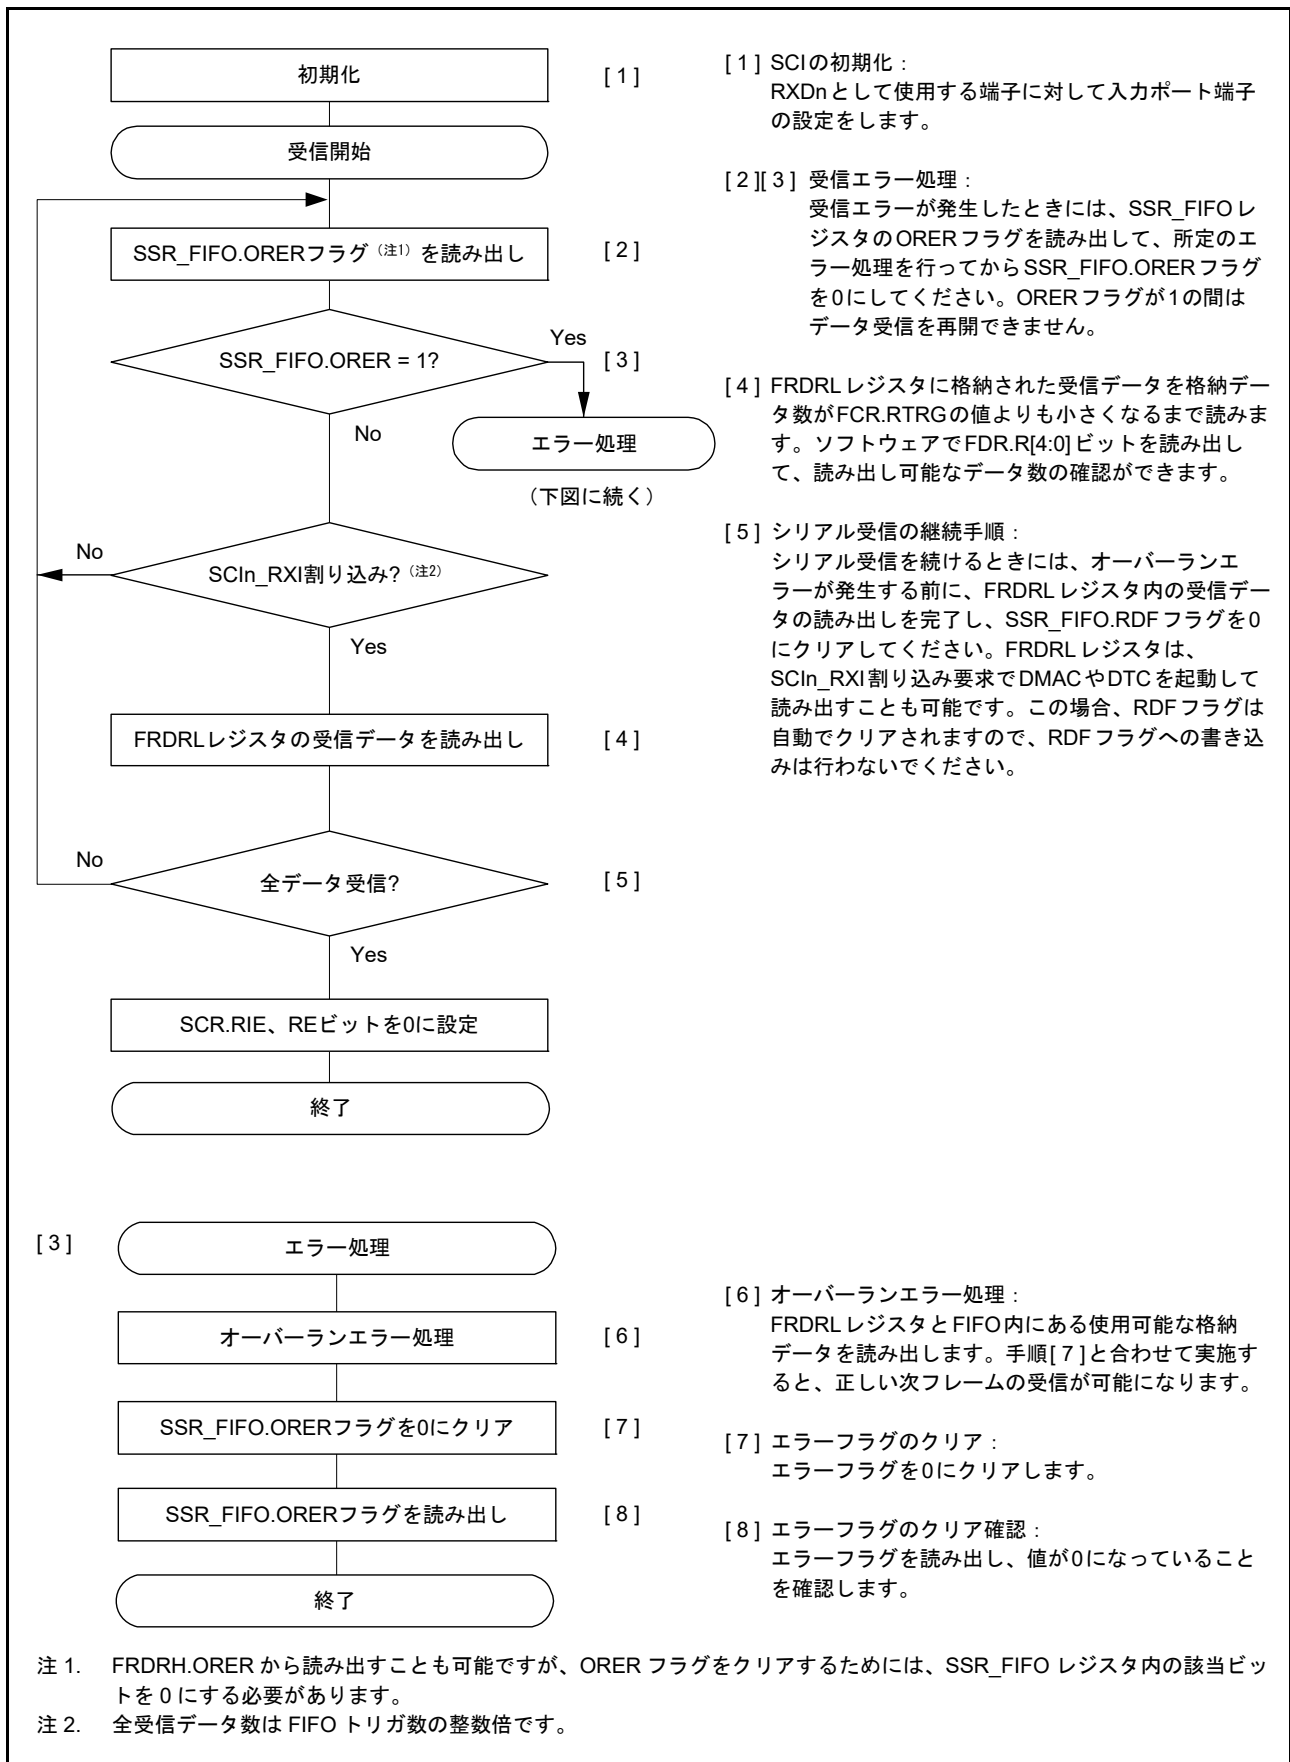 初期化
[ 1 ]
受信開始
SSR_FIFO.ORERフラグ（注1）を読み出し
[ 2 ]
SSR_FIFO.ORER = 1?
Yes
[ 3 ]
No
エラー処理
（下図に続く）
No
SCIn_RXI割り込み?（注2）
Yes
FRDRLレジスタの受信データを読み出し
[ 4 ]
No
全データ受信?
[ 5 ]
Yes
SCR.RIE、REビットを0に設定
終了
[ 1 ] SCIの初期化：
RXDnとして使用する端子に対して入力ポート端子
の設定をします。
[ 2 ][ 3 ] 受信エラー処理：
受信エラーが発生したときには、SSR_FIFOレ
ジスタのORERフラグを読み出して、所定のエ
ラー処理を行ってからSSR_FIFO.ORERフラグ
を0にしてください。ORERフラグが1の間は
データ受信を再開できません。
[ 4 ] FRDRLレジスタに格納された受信データを格納デー
タ数がFCR.RTRGの値よりも小さくなるまで読みま
す。ソフトウェアでFDR.R[4:0]ビットを読み出し
て、読み出し可能なデータ数の確認ができます。
[ 5 ] シリアル受信の継続手順：
シリアル受信を続けるときには、オーバーランエ
ラーが発生する前に、FRDRLレジスタ内の受信デー
タの読み出しを完了し、SSR_FIFO.RDFフラグを0
にクリアしてください。FRDRLレジスタは、
SCIn_RXI割り込み要求でDMACやDTCを起動して
読み出すことも可能です。この場合、RDFフラグは
自動でクリアされますので、RDFフラグへの書き込
みは行わないでください。
[ 3 ]
エラー処理
オーバーランエラー処理
[ 6 ]
SSR_FIFO.ORERフラグを0にクリア
[ 7 ]
SSR_FIFO.ORERフラグを読み出し
[ 8 ]
終了
[ 6 ] オーバーランエラー処理：
FRDRLレジスタとFIFO内にある使用可能な格納
データを読み出します。手順[ 7 ]と合わせて実施す
ると、正しい次フレームの受信が可能になります。
[ 7 ] エラーフラグのクリア：
エラーフラグを0にクリアします。
[ 8 ] エラーフラグのクリア確認：
エラーフラグを読み出し、値が0になっていること
を確認します。
注 1. FRDRH.ORER から読み出すことも可能ですが、ORER フラグをクリアするためには、SSR_FIFO レジスタ内の該当ビッ
トを 0 にする必要があります。
注 2. 全受信データ数は FIFO トリガ数の整数倍です。